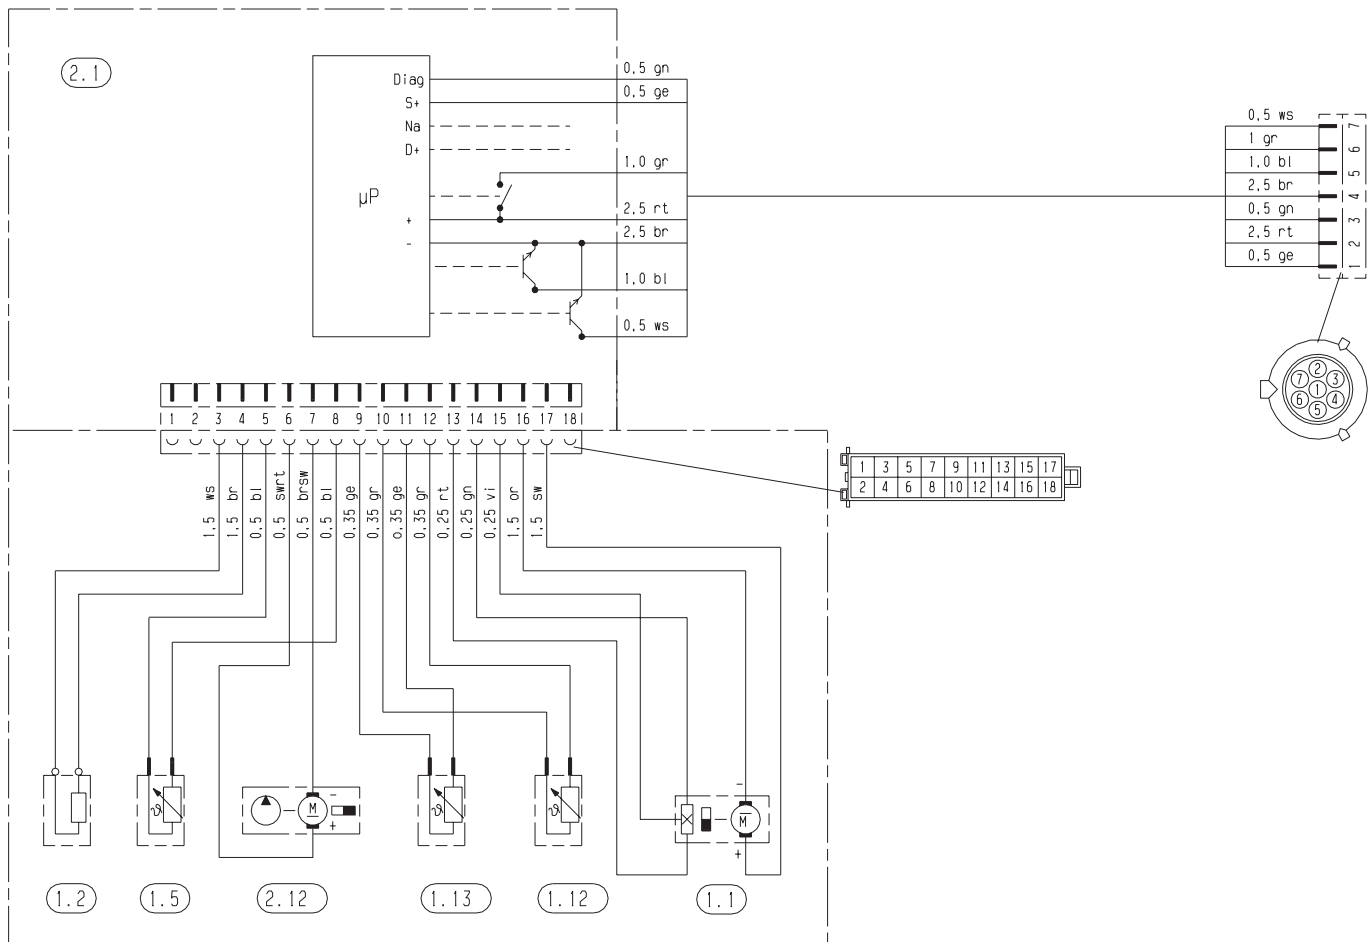 2.1
Diag
S+
Na
D+
µP
+
-
0,5 gn
0,5 ge
1,0 gr
2,5 rt
2,5 br
1,0 bl
0,5 ws
0,5 ws 7
1 gr 6
1,0 bl 5
2,5 br 4
0,5 gn 3
2,5 rt 2
0,5 ge 1
2
7 3
1
6 4
5
1 2 3 4 5 6 7 8 9 10 11 12 13 14 15 16 17 18
1 3 5 7 9 11 13 15 17
2 4 6 8 10 12 14 16 18
1,5 ws
1,5 br
0,5 bl
0,5 swrt
0,5 brsw
0,5 bl
0,35 ge
0,35 gr
o,35 ge
0,35 gr
0,25 rt
0,25 gn
0,25 vi
1,5 or
1,5 sw
ϑ
M
-
+
ϑ
ϑ
M
-
+
1.2
1.5
2.12
1.13
1.12
1.1